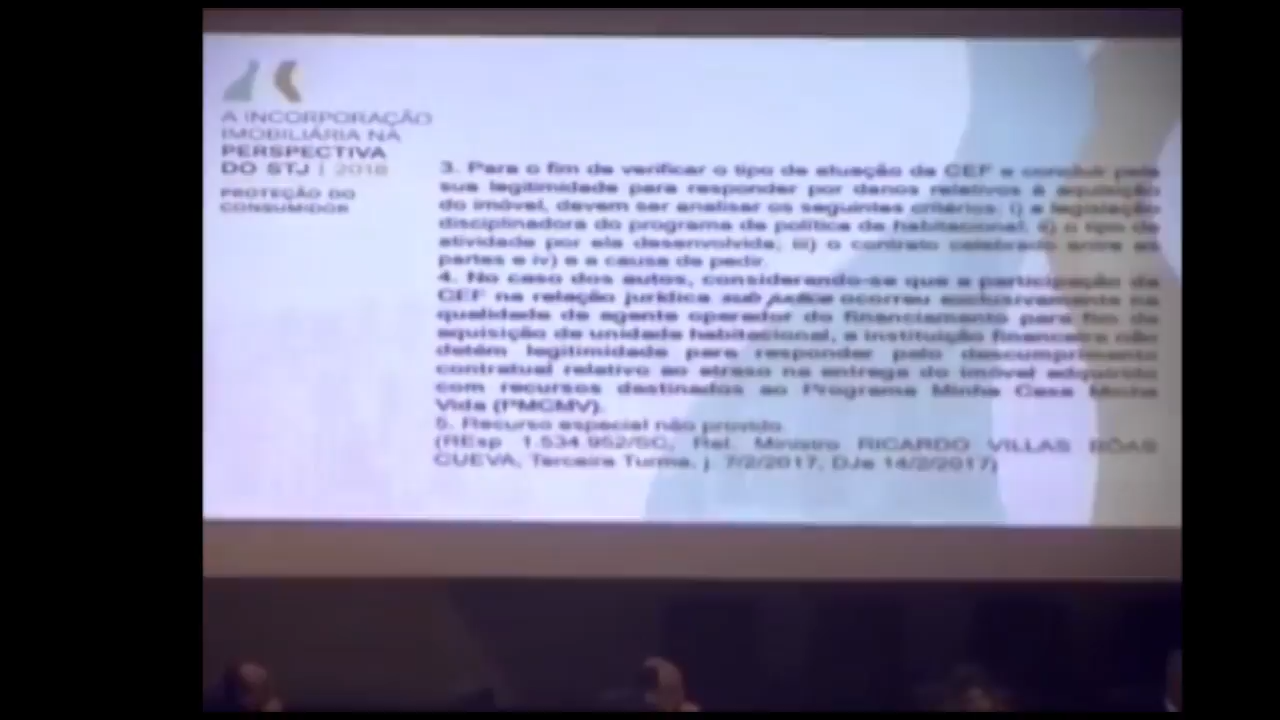 A INCORPORAÇÃO
IMOBILIÁRIA NA
PERSPECTIVA
DO STJ | 2018
PROTEÇÃO DO
CONSUMIDOR
3. Para o fim de verificar o tipo de atuação da CEF e concluir pela
sua legitimidade para responder por danos relativos à aquisição
do imóvel, devem ser analisar os seguintes critérios: i) a legislação
disciplinadora do programa de política de habitacional; ii) o tipo de
atividade por ela desenvolvida; iii) o contrato celebrado entre as
partes e iv) e a causa de pedir.
4. No caso dos autos, considerando-se que a participação da
CEF na relação jurídica sub judice ocorreu exclusivamente na
qualidade de agente operador do financiamento para fim de
aquisição de unidade habitacional, a instituição financeira não
detém legitimidade para responder pelo descumprimento
contratual relativo ao atraso na entrega do imóvel adquirido
com recursos destinados ao Programa Minha Casa Minha
Vida (PMCMV).
5. Recurso especial não provido.
(REsp 1.534.952/SC, Rel. Ministro RICARDO VILLAS BÔAS
CUEVA, Terceira Turma, j. 7/2/2017, DJe 14/2/2017)